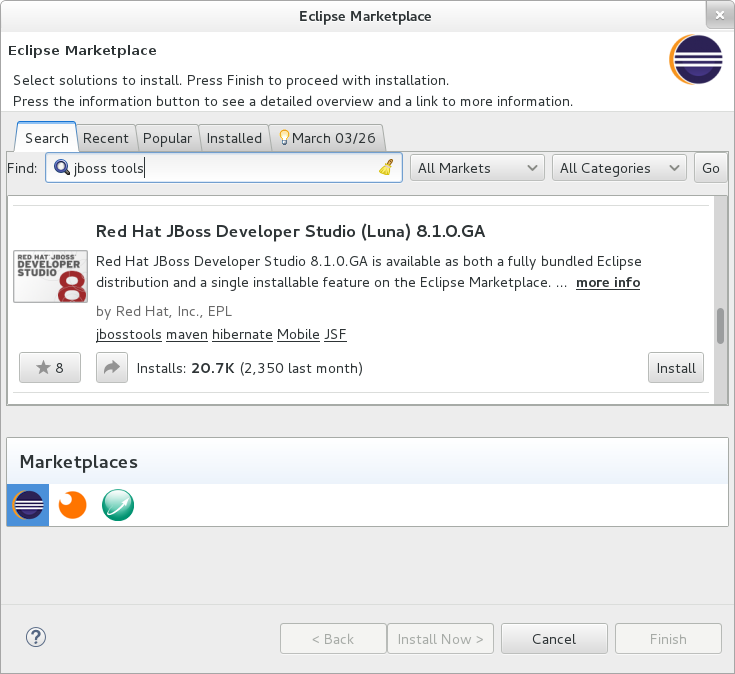 Eclipse Marketplace
Eclipse Marketplace
Select solutions to install. Press Finish to proceed with installation.
Press the information button to see a detailed overview and a link to more information.
Search Recent Popular Installed March 03/26
Find: jboss tools All Markets All Categories Go
Red Hat JBoss Developer Studio (Luna) 8.1.0.GA
RED HAT JBOSS
DEVELOPER
STUDIO 8
Red Hat JBoss Developer Studio 8.1.0.GA is available as both a fully bundled Eclipse
distribution and a single installable feature on the Eclipse Marketplace. ... more info
by Red Hat, Inc., EPL
jbosstools maven hibernate Mobile JSF
8 Installs: 20.7K (2,350 last month) Install
Marketplaces
? < Back Install Now > Cancel Finish